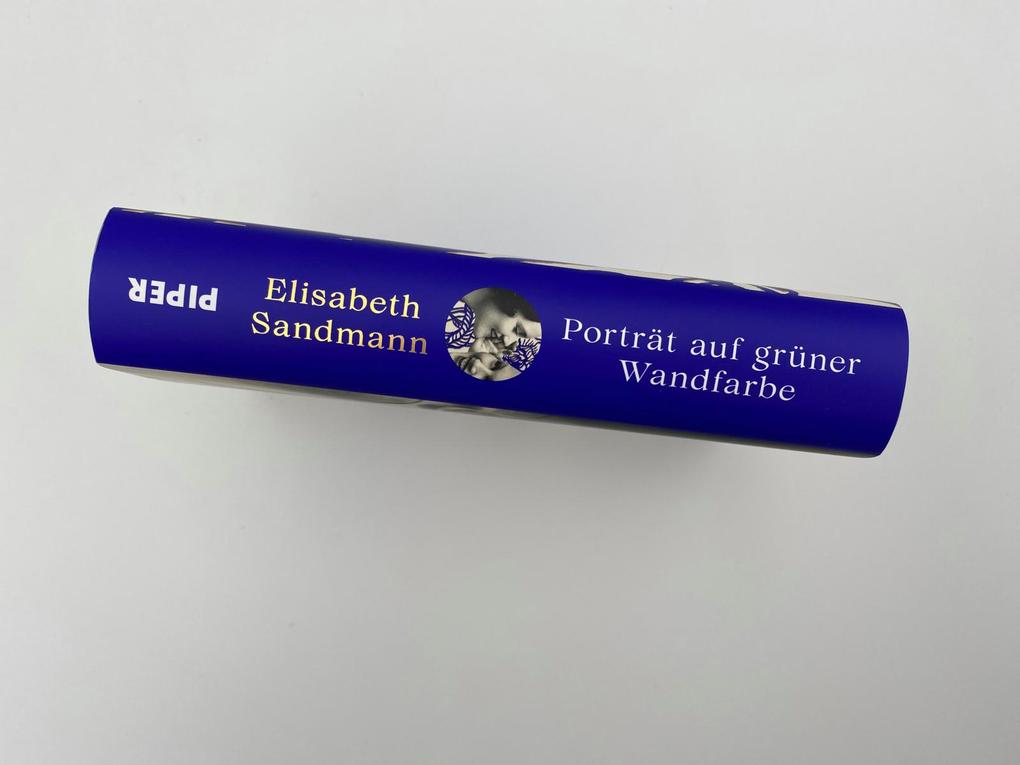 PIPER
Elisabeth
Sandmann
Porträt auf grüner
Wandfarbe